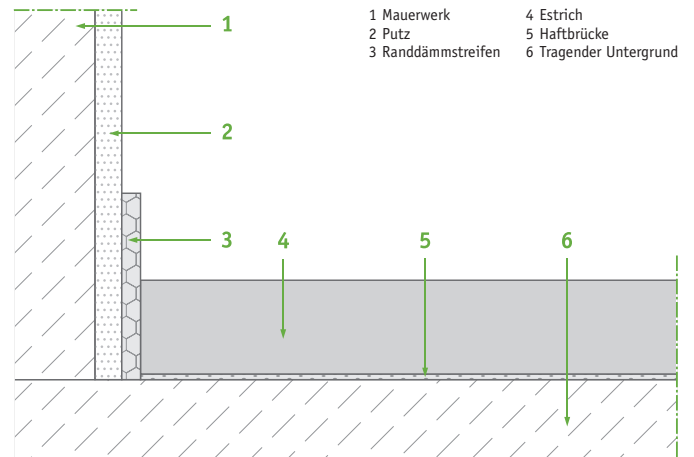 1 Mauerwerk
2 Putz
3 Randdämmstreifen
4 Estrich
5 Haftbrücke
6 Tragender Untergrund
1
2
3
4
5
6